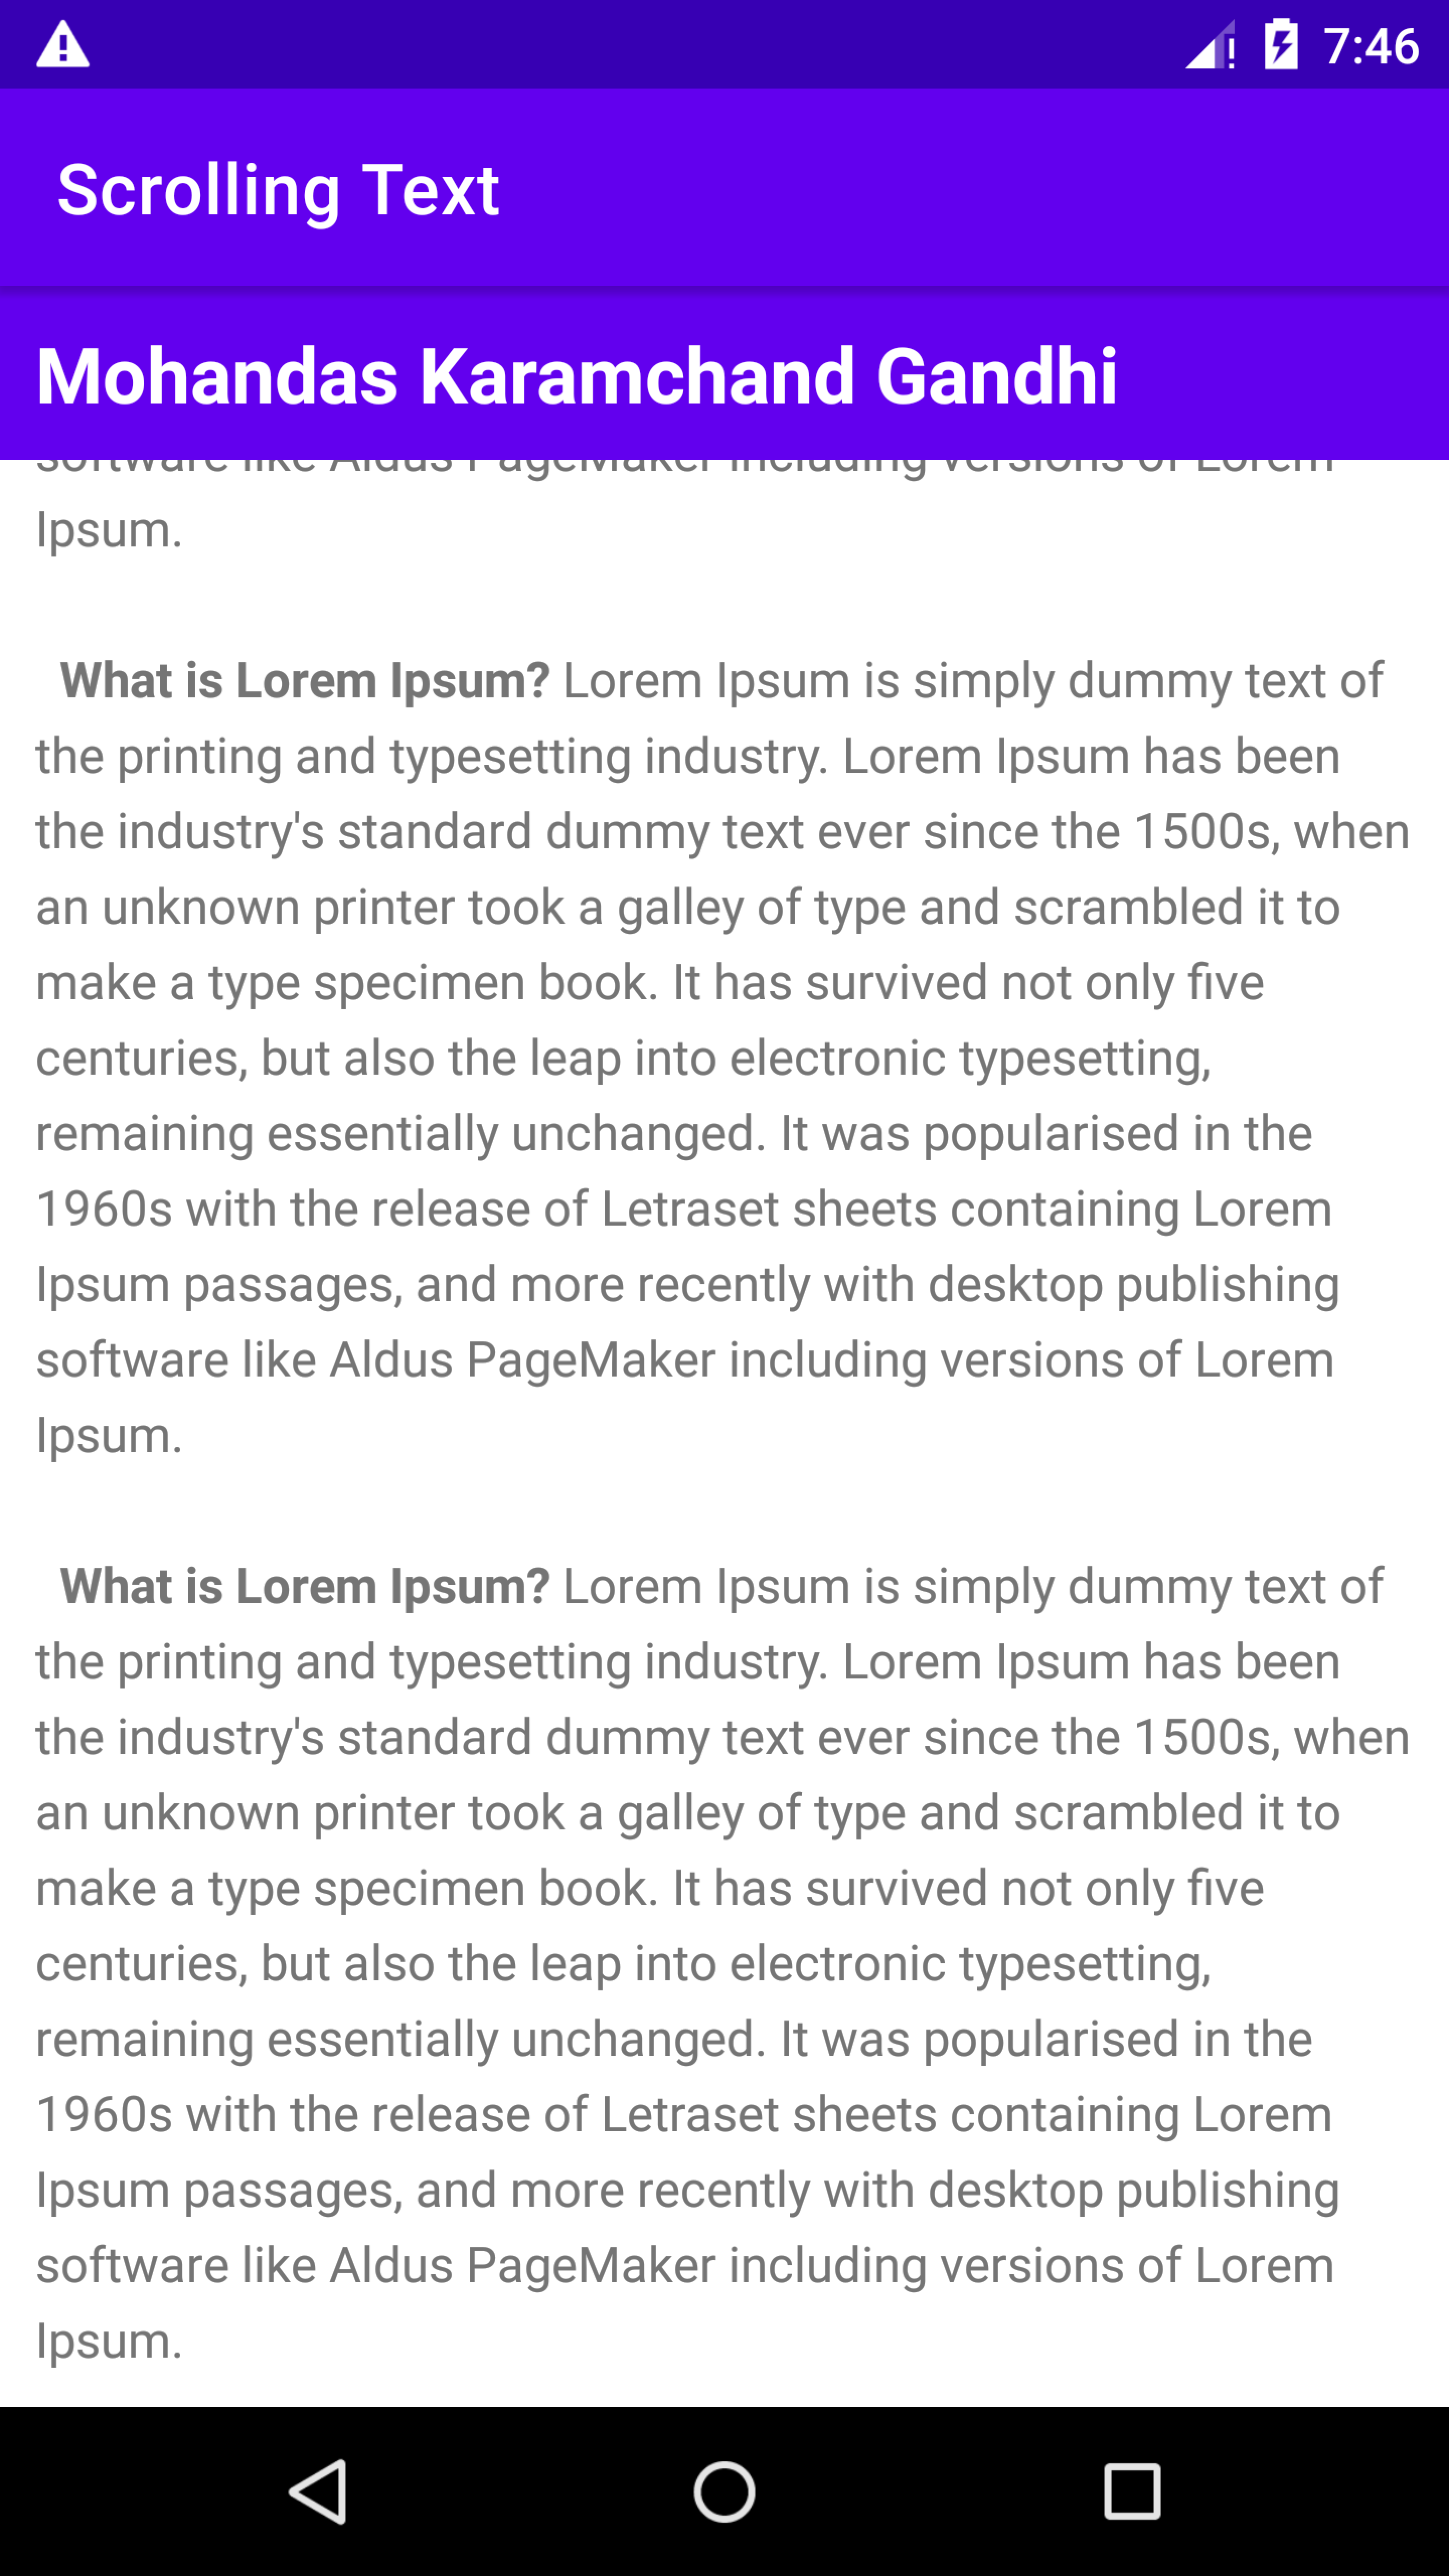 7:46
Scrolling Text
Mohandas Karamchand Gandhi
software like Aldus PageMaker including versions of Lorem
Ipsum.
What is Lorem Ipsum? Lorem Ipsum is simply dummy text of
the printing and typesetting industry. Lorem Ipsum has been
the industry's standard dummy text ever since the 1500s, when
an unknown printer took a galley of type and scrambled it to
make a type specimen book. It has survived not only five
centuries, but also the leap into electronic typesetting,
remaining essentially unchanged. It was popularised in the
1960s with the release of Letraset sheets containing Lorem
Ipsum passages, and more recently with desktop publishing
software like Aldus PageMaker including versions of Lorem
Ipsum.
What is Lorem Ipsum? Lorem Ipsum is simply dummy text of
the printing and typesetting industry. Lorem Ipsum has been
the industry's standard dummy text ever since the 1500s, when
an unknown printer took a galley of type and scrambled it to
make a type specimen book. It has survived not only five
centuries, but also the leap into electronic typesetting,
remaining essentially unchanged. It was popularised in the
1960s with the release of Letraset sheets containing Lorem
Ipsum passages, and more recently with desktop publishing
software like Aldus PageMaker including versions of Lorem
Ipsum.